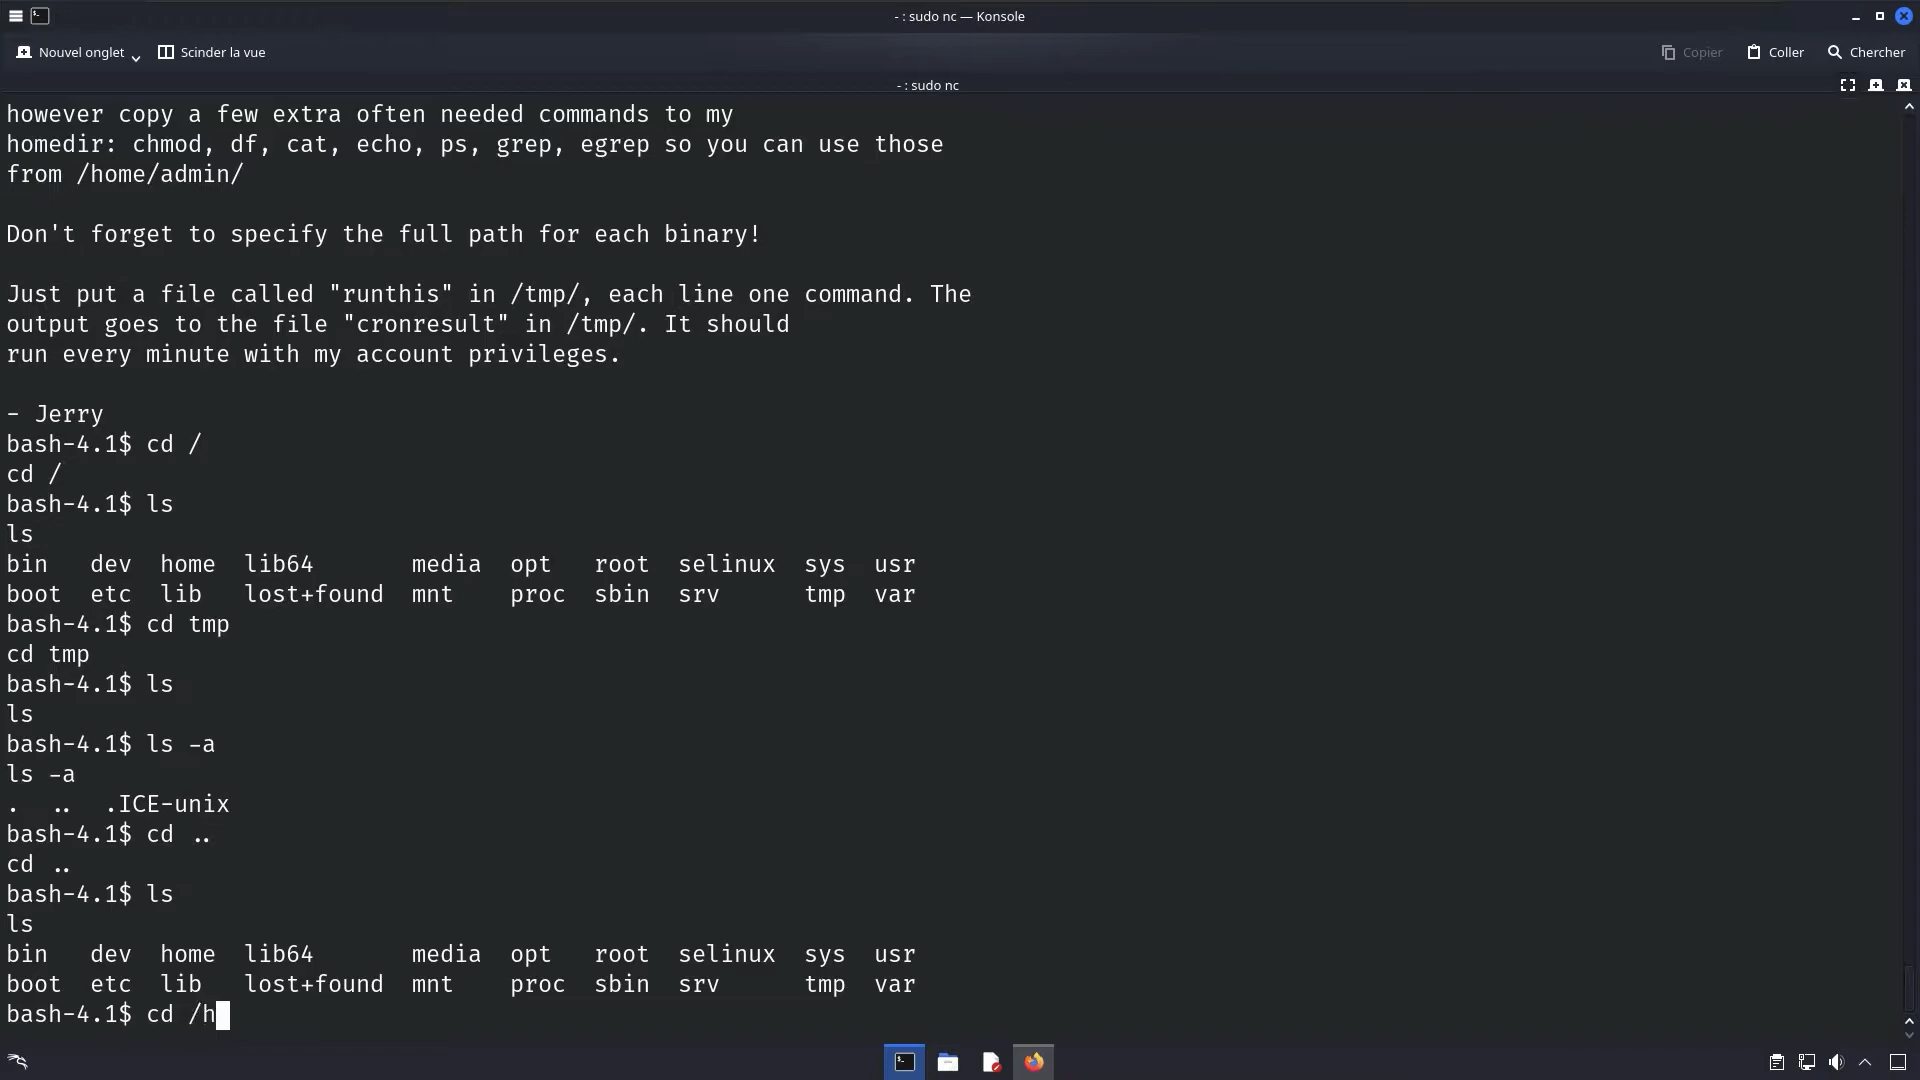 - : sudo nc — Konsole
Nouvel onglet
Scinder la vue
Copier
Coller
Chercher
- : sudo nc
however copy a few extra often needed commands to my
homedir: chmod, df, cat, echo, ps, grep, egrep so you can use those
from /home/admin/
Don't forget to specify the full path for each binary!
Just put a file called "runthis" in /tmp/, each line one command. The
output goes to the file "cronresult" in /tmp/. It should
run every minute with my account privileges.
- Jerry
bash-4.1$ cd /
cd /
bash-4.1$ ls
ls
bin   dev  home  lib64       media  opt   root  selinux  sys  usr
boot  etc  lib   lost+found  mnt    proc  sbin  srv      tmp  var
bash-4.1$ cd tmp
cd tmp
bash-4.1$ ls
ls
bash-4.1$ ls -a
ls -a
.  ..  .ICE-unix
bash-4.1$ cd ..
cd ..
bash-4.1$ ls
ls
bin   dev  home  lib64       media  opt   root  selinux  sys  usr
boot  etc  lib   lost+found  mnt    proc  sbin  srv      tmp  var
bash-4.1$ cd /h